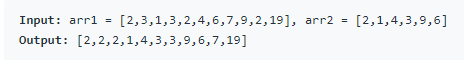 Input: arr1 = [2,3,1,3,2,4,6,7,9,2,19], arr2 = [2,1,4,3,9,6]
Output: [2,2,2,1,4,3,3,9,6,7,19]